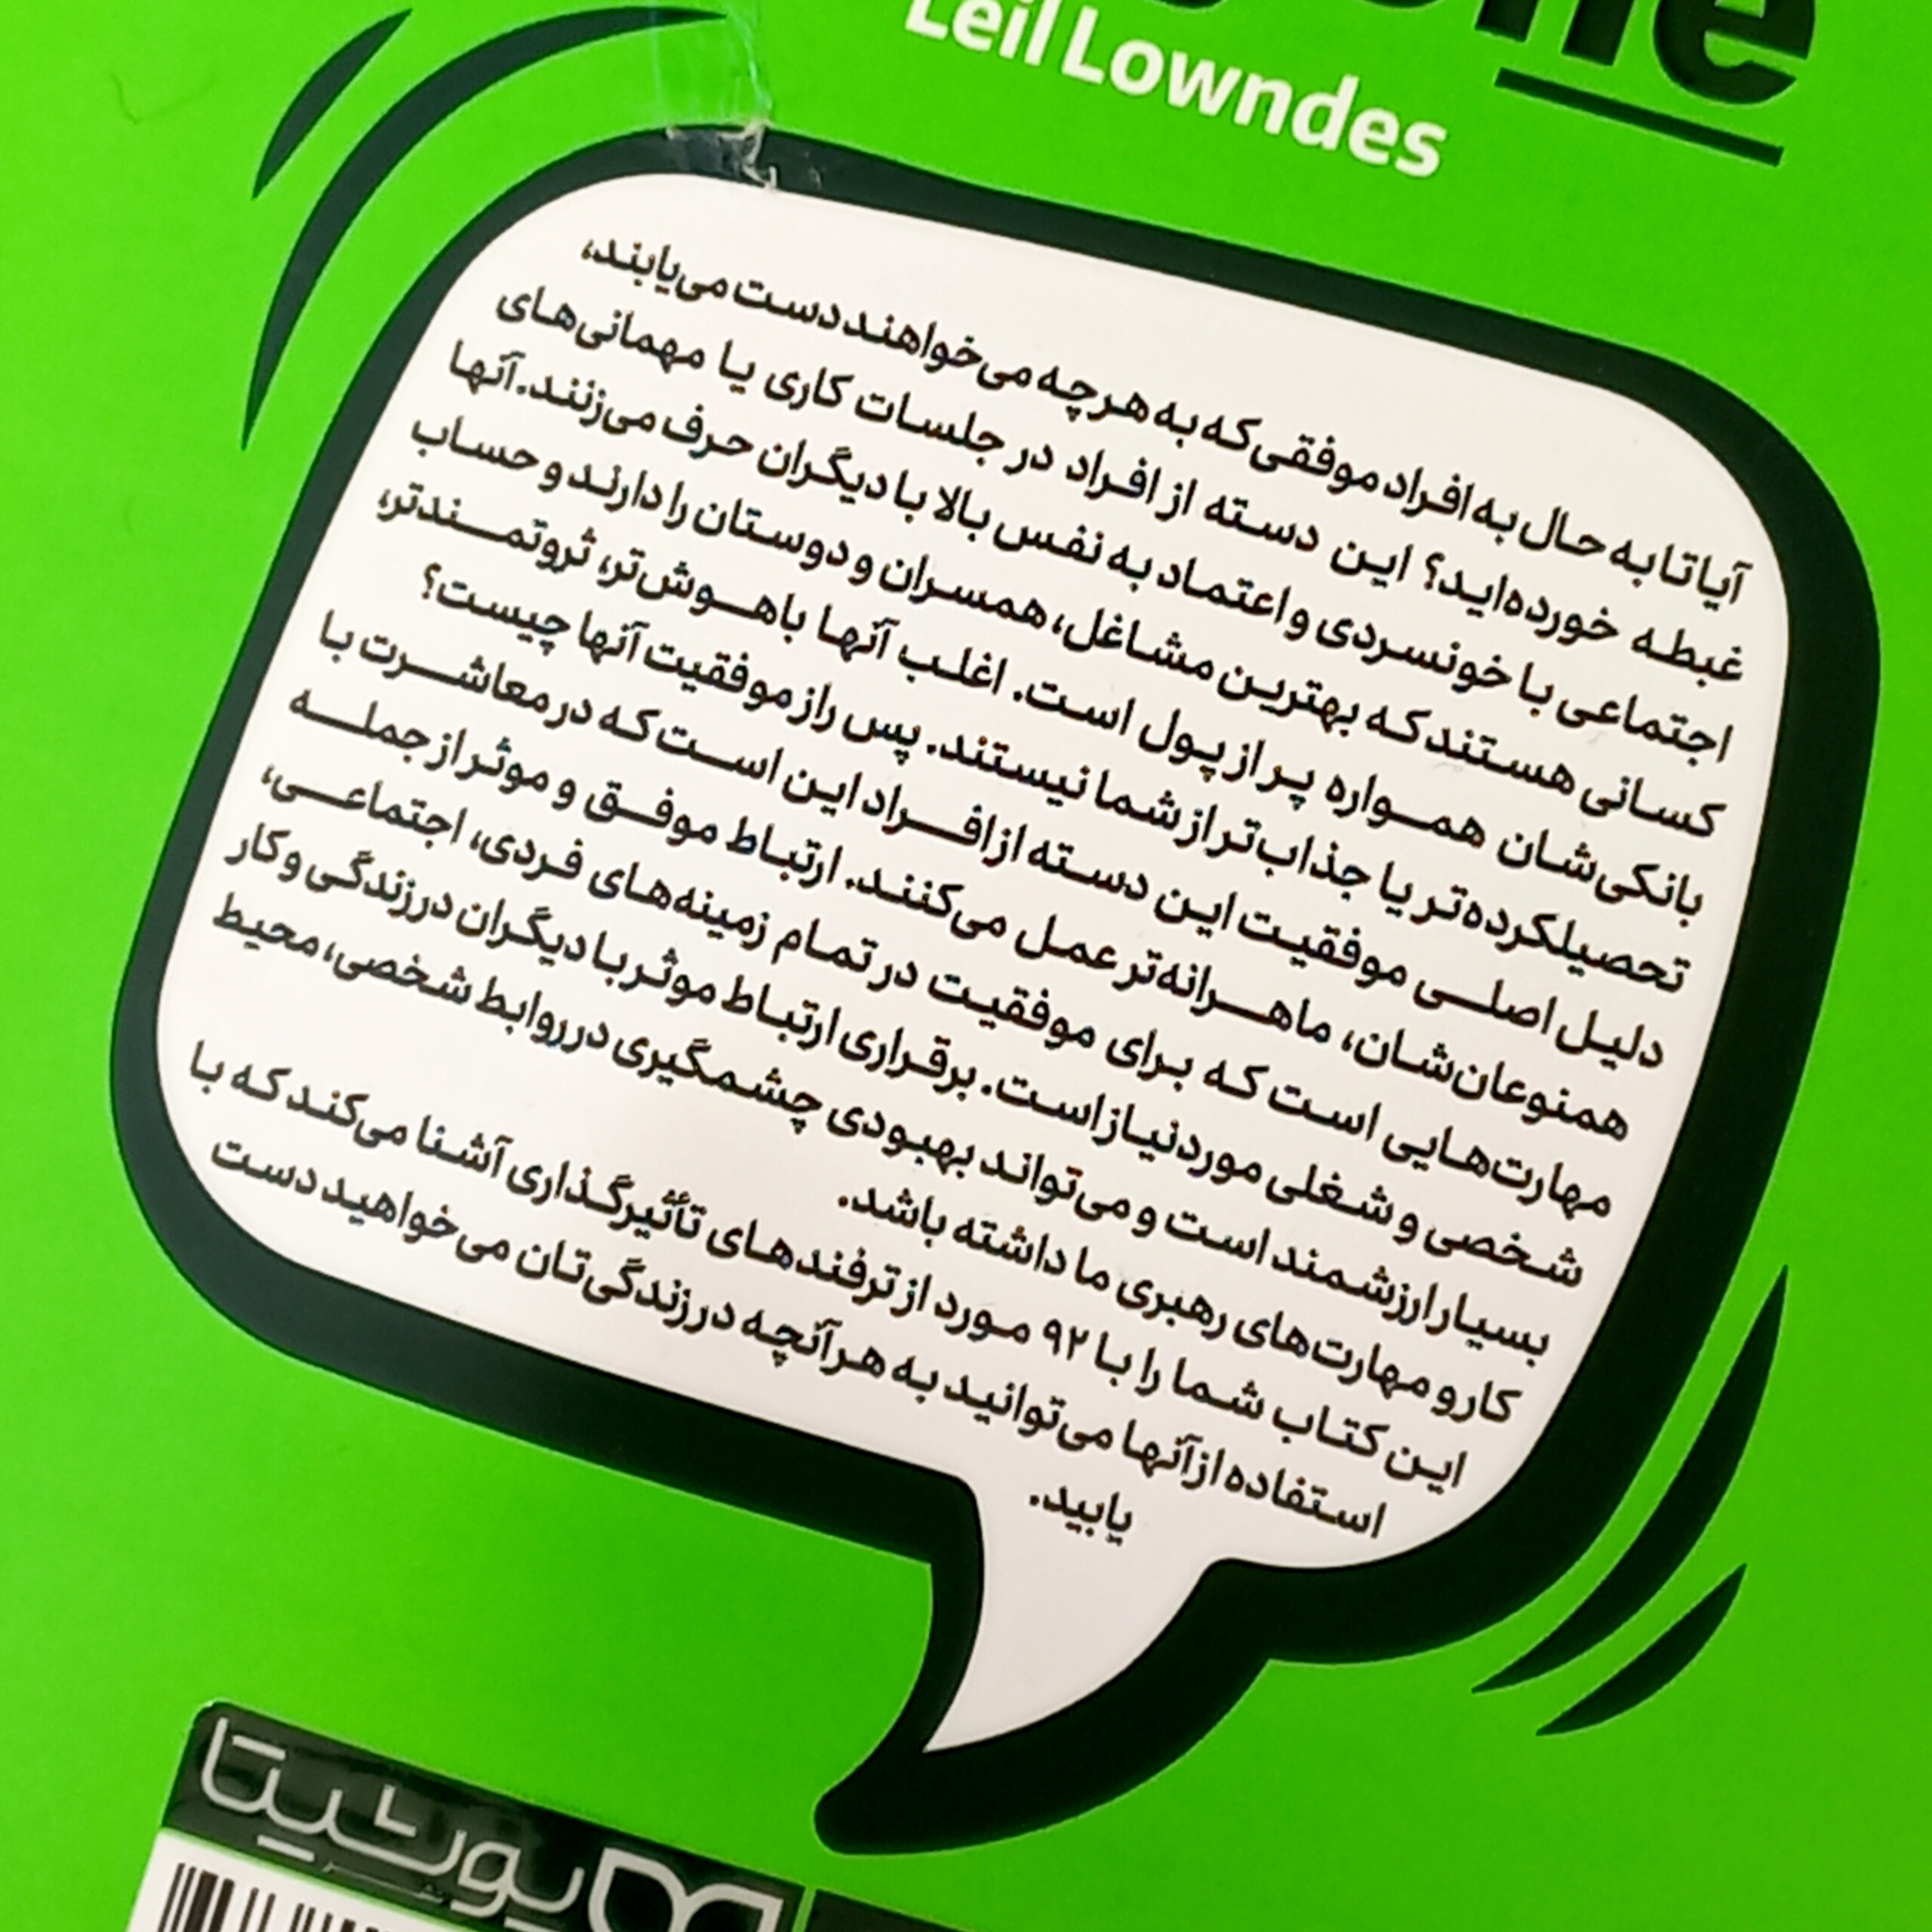 one
Leil Lowndes
آیا تا به حال به افراد موفقی که به هر چه می‌خواهند دست می‌یابند،
غبطه خورده‌اید؟ این دسته از افراد در جلسات کاری یا مهمانی‌های
اجتماعی با خونسردی و اعتماد به نفس بالا با دیگران حرف می‌زنند. آنها
کسانی هستند که بهترین مشاغل، همسران و دوستان را دارند و حساب
بانکی‌شان همواره پر از پول است. اغلب آنها باهوش‌تر، ثروتمندتر،
تحصیلکرده‌تر یا جذاب‌تر از شما نیستند. پس راز موفقیت آنها چیست؟
دلیل اصلی موفقیت این دسته از افراد این است که در معاشرت با
همنوعان‌شان، ماهرانه‌تر عمل می‌کنند. ارتباط موفق و موثر از جمله
مهارت‌هایی است که برای موفقیت در تمام زمینه‌های فردی، اجتماعی،
شخصی و شغلی موردنیاز است. برقراری ارتباط موثر با دیگران در زندگی و کار
بسیار ارزشمند است و می‌تواند بهبودی چشمگیری در روابط شخصی، محیط
کار و مهارت‌های رهبری ما داشته باشد.
این کتاب شما را با ۹۲ مورد از ترفندهای تأثیرگذاری آشنا می‌کند که با
استفاده از آنها می‌توانید به هر آنچه در زندگی‌تان می‌خواهید دست
یابید.
یوشیتا